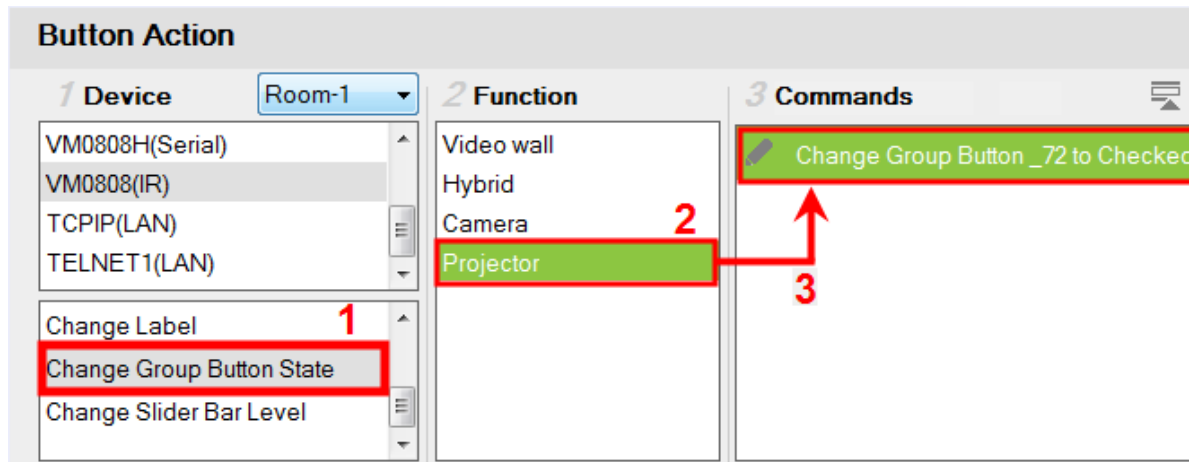 Button Action
1 Device
Room-1
2 Function
3 Commands
VM0808H(Serial)
VM0808(IR)
TCPIP(LAN)
TELNET1(LAN)
Change Label
1
Change Group Button State
Change Slider Bar Level
Video wall
Hybrid
Camera
2
Projector
Change Group Button _72 to Checked
3